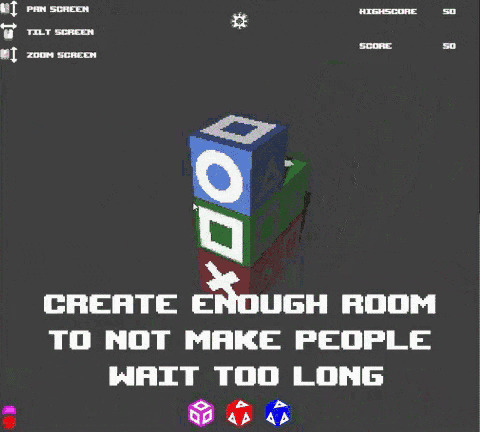 PAN SCREEN
TILT SCREEN
ZOOM SCREEN
HIGHSCORE 50
SCORE 50
CREATE ENOUGH ROOM
TO NOT MAKE PEOPLE
WAIT TOO LONG